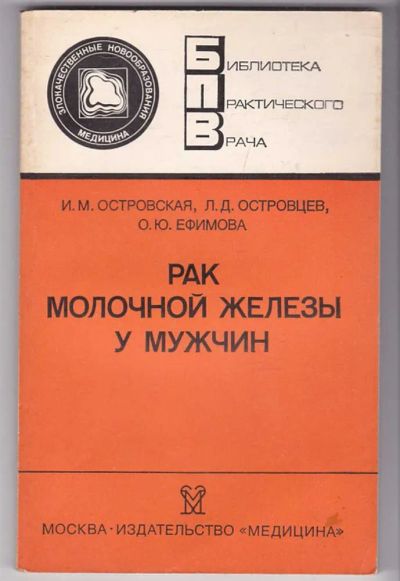 ЗЛОКАЧЕСТВЕННЫЕ НОВООБРАЗОВАНИЯ
МЕДИЦИНА
БИБЛИОТЕКА
ПРАКТИЧЕСКОГО
ВРАЧА
И. М. ОСТРОВСКАЯ, Л. Д. ОСТРОВЦЕВ,
О. Ю. ЕФИМОВА
РАК
МОЛОЧНОЙ ЖЕЛЕЗЫ
У МУЖЧИН
МОСКВА · ИЗДАТЕЛЬСТВО «МЕДИЦИНА»